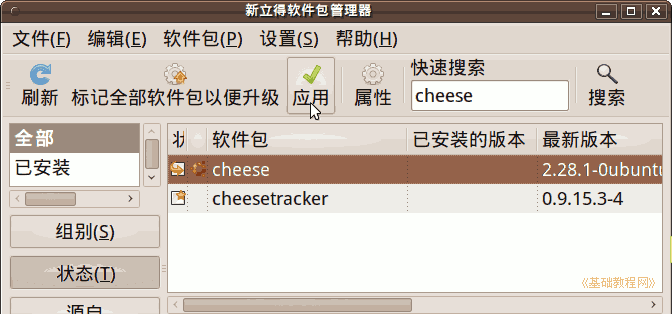 新立得软件包管理器
文件(F) 编辑(E) 软件包(P) 设置(S) 帮助(H)
刷新 标记全部软件包以便升级 应用 属性 快速搜索 搜索
cheese
全部
已安装
组别(S)
状态(T)
源自
状 软件包 已安装的版本 最新版本
cheese 2.28.1-0ubuntu
cheesetracker 0.9.15.3-4
《基础教程网》